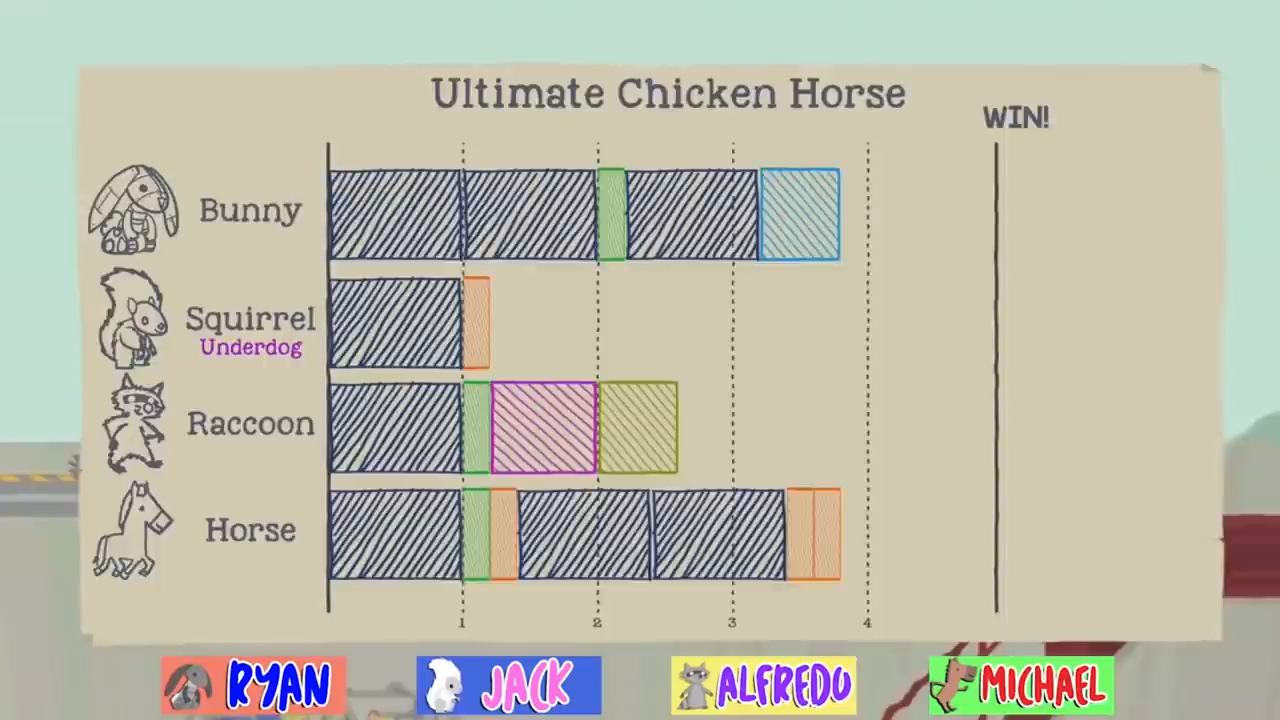 Ultimate Chicken Horse
WIN!
Bunny
Squirrel
Underdog
Raccoon
Horse
1 2 3 4
RYAN JACK ALFREDO MICHAEL